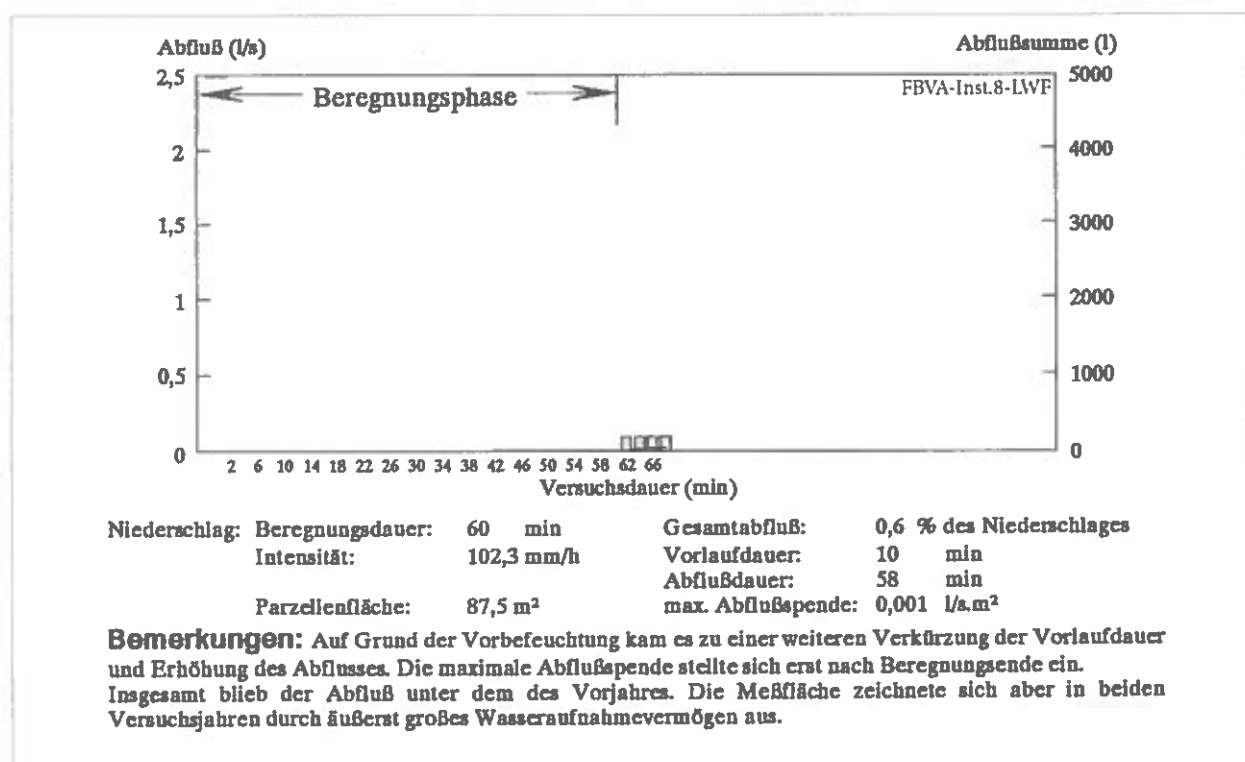 Abfluß (l/s)
Abflußsumme (l)
2,5
5000
Beregnungsphase
FBVA-Inst.8-LWF
2
4000
1,5
3000
1
2000
0,5
1000
0
0
2 6 10 14 18 22 26 30 34 38 42 46 50 54 58 62 66
Versuchsdauer (min)
Niederschlag: Beregnungsdauer: 60 min Gesamtabfluß: 0,6 % des Niederschlages
Intensität: 102,3 mm/h Vorlaufdauer: 10 min
Abflußdauer: 58 min
Parzellenfläche: 87,5 m² max. Abflußspende: 0,001 l/s.m²
Bemerkungen: Auf Grund der Vorbefeuchtung kam es zu einer weiteren Verkürzung der Vorlaufdauer
und Erhöhung des Abflusses. Die maximale Abflußspende stellte sich erst nach Beregnungsende ein.
Insgesamt blieb der Abfluß unter dem des Vorjahres. Die Meßfläche zeichnete sich aber in beiden
Versuchsjahren durch äußerst großes Wasseraufnahmevermögen aus.